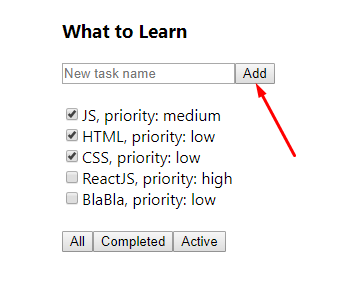 What to Learn
New task name Add
JS, priority: medium
HTML, priority: low
CSS, priority: low
ReactJS, priority: high
BlaBla, priority: low
All Completed Active